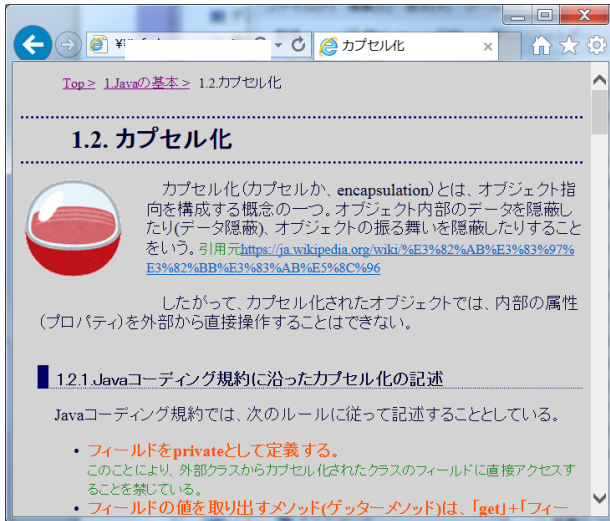 カプセル化
Top > 1.Javaの基本 > 1.2.カプセル化
1.2. カプセル化
カプセル化(カプセルか、encapsulation)とは、オブジェクト指
向を構成する概念の一つ。オブジェクト内部のデータを隠蔽し
たり(データ隠蔽)、オブジェクトの振る舞いを隠蔽したりすること
をいう。引用元https://ja.wikipedia.org/wiki/%E3%82%AB%E3%83%97%
E3%82%BB%E3%83%AB%E5%8C%96
したがって、カプセル化されたオブジェクトでは、内部の属性
(プロパティ)を外部から直接操作することはできない。
1.2.1.Javaコーディング規約に沿ったカプセル化の記述
Javaコーディング規約では、次のルールに従って記述することとしている。
• フィールドをprivateとして定義する。
このことにより、外部クラスからカプセル化されたクラスのフィールドに直接アクセスす
ることを禁じている。
• フィールドの値を取り出すメソッド(ゲッターメソッド)は、「get」+「フィー